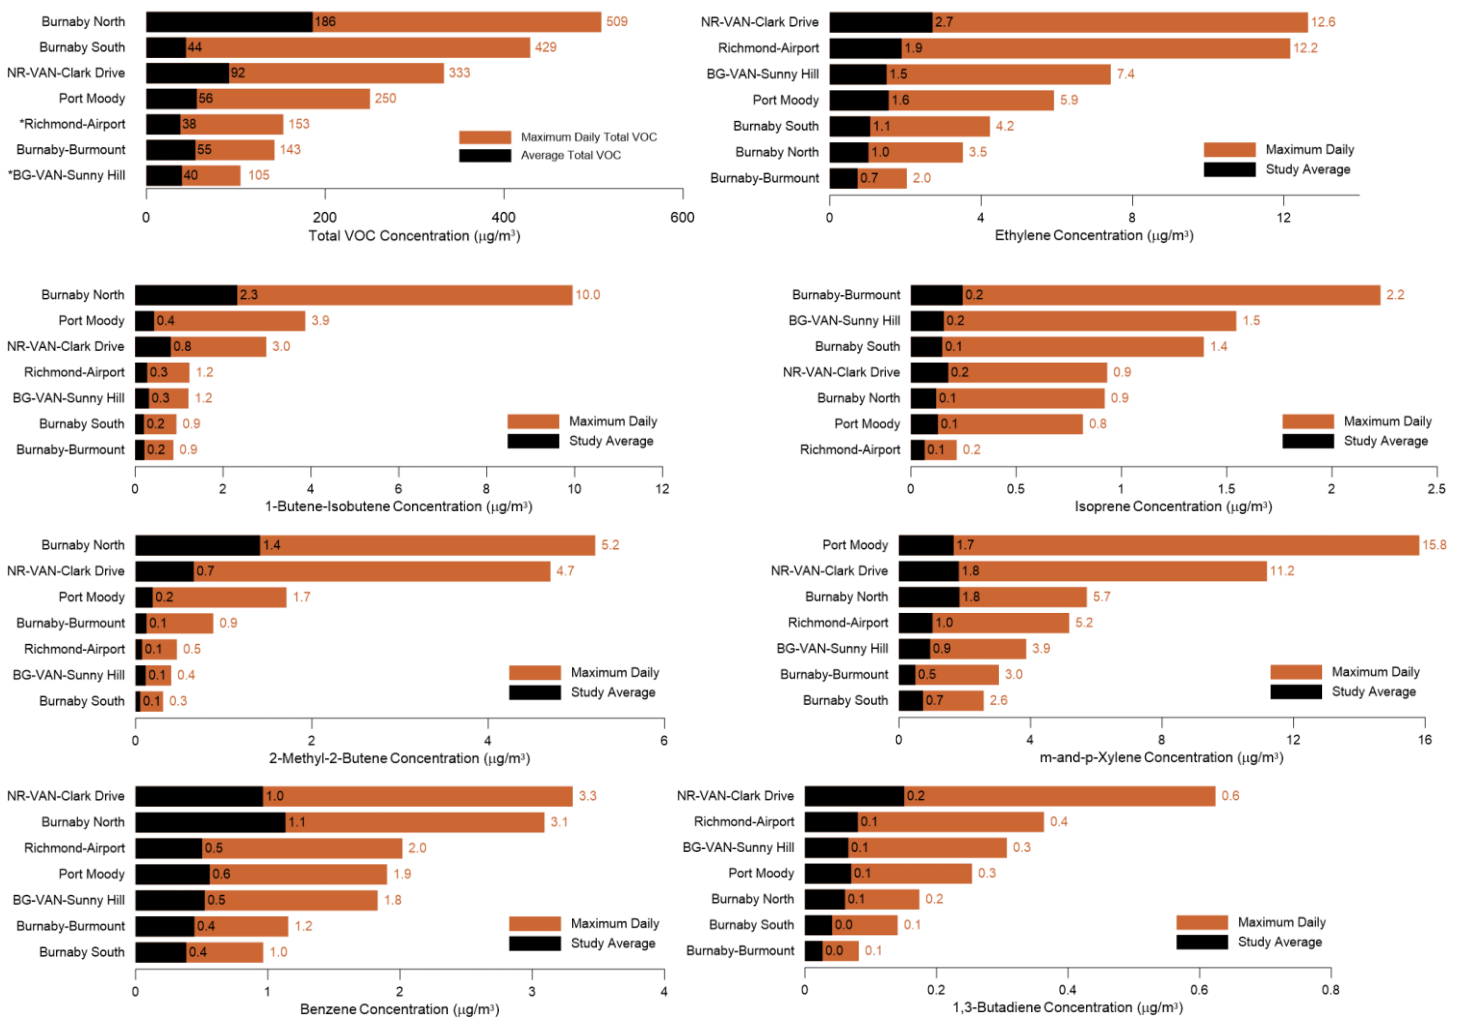 Burnaby North 186 509
Burnaby South 44 429
NR-VAN-Clark Drive 92 333
Port Moody 56 250
*Richmond-Airport 38 153
Burnaby-Burmount 55 143
*BG-VAN-Sunny Hill 40 105
Maximum Daily Total VOC
Average Total VOC
0 200 400 600
Total VOC Concentration (µg/m³)
NR-VAN-Clark Drive 2.7 12.6
Richmond-Airport 1.9 12.2
BG-VAN-Sunny Hill 1.5 7.4
Port Moody 1.6 5.9
Burnaby South 1.1 4.2
Burnaby North 1.0 3.5
Burnaby-Burmount 0.7 2.0
Maximum Daily
Study Average
0 4 8 12
Ethylene Concentration (µg/m³)
Burnaby North 2.3 10.0
Port Moody 0.4 3.9
NR-VAN-Clark Drive 0.8 3.0
Richmond-Airport 0.3 1.2
BG-VAN-Sunny Hill 0.3 1.2
Burnaby South 0.2 0.9
Burnaby-Burmount 0.2 0.9
Maximum Daily
Study Average
0 2 4 6 8 10 12
1-Butene-Isobutene Concentration (µg/m³)
Burnaby-Burmount 0.2 2.2
BG-VAN-Sunny Hill 0.2 1.5
Burnaby South 0.1 1.4
NR-VAN-Clark Drive 0.2 0.9
Burnaby North 0.1 0.9
Port Moody 0.1 0.8
Richmond-Airport 0.1 0.2
Maximum Daily
Study Average
0 0.5 1 1.5 2 2.5
Isoprene Concentration (µg/m³)
Burnaby North 1.4 5.2
NR-VAN-Clark Drive 0.7 4.7
Port Moody 0.2 1.7
Burnaby-Burmount 0.1 0.9
Richmond-Airport 0.1 0.5
BG-VAN-Sunny Hill 0.1 0.4
Burnaby South 0.1 0.3
Maximum Daily
Study Average
0 2 4 6
2-Methyl-2-Butene Concentration (µg/m³)
Port Moody 1.7 15.8
NR-VAN-Clark Drive 1.8 11.2
Burnaby North 1.8 5.7
Richmond-Airport 1.0 5.2
BG-VAN-Sunny Hill 0.9 3.9
Burnaby-Burmount 0.5 3.0
Burnaby South 0.7 2.6
Maximum Daily
Study Average
0 4 8 12 16
m-and-p-Xylene Concentration (µg/m³)
NR-VAN-Clark Drive 1.0 3.3
Burnaby North 1.1 3.1
Richmond-Airport 0.5 2.0
Port Moody 0.6 1.9
BG-VAN-Sunny Hill 0.5 1.8
Burnaby-Burmount 0.4 1.2
Burnaby South 0.4 1.0
Maximum Daily
Study Average
0 1 2 3 4
Benzene Concentration (µg/m³)
NR-VAN-Clark Drive 0.2 0.6
Richmond-Airport 0.1 0.4
BG-VAN-Sunny Hill 0.1 0.3
Port Moody 0.1 0.3
Burnaby North 0.1 0.2
Burnaby South 0.0 0.1
Burnaby-Burmount 0.0 0.1
Maximum Daily
Study Average
0 0.2 0.4 0.6 0.8
1,3-Butadiene Concentration (µg/m³)